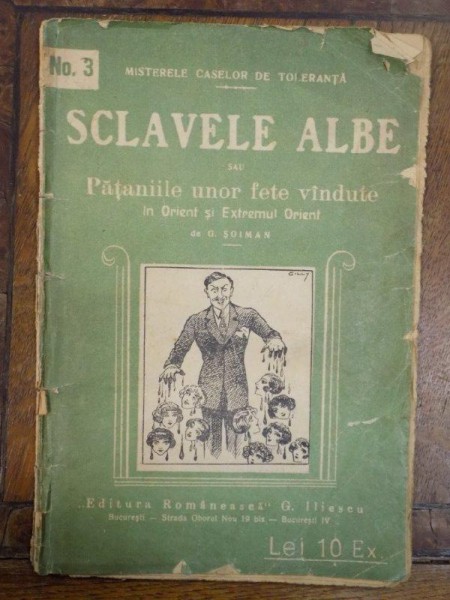 No. 3
MISTERELE CASELOR DE TOLERANȚĂ
SCLAVELE ALBE
SAU
Pățaniile unor fete vîndute
în Orient și Extremul Orient
de G. ȘOIMAN
„Editura Românească" G. Iliescu
București — Strada Oborul Nou 19 bis — București IV
Lei 10 Ex.